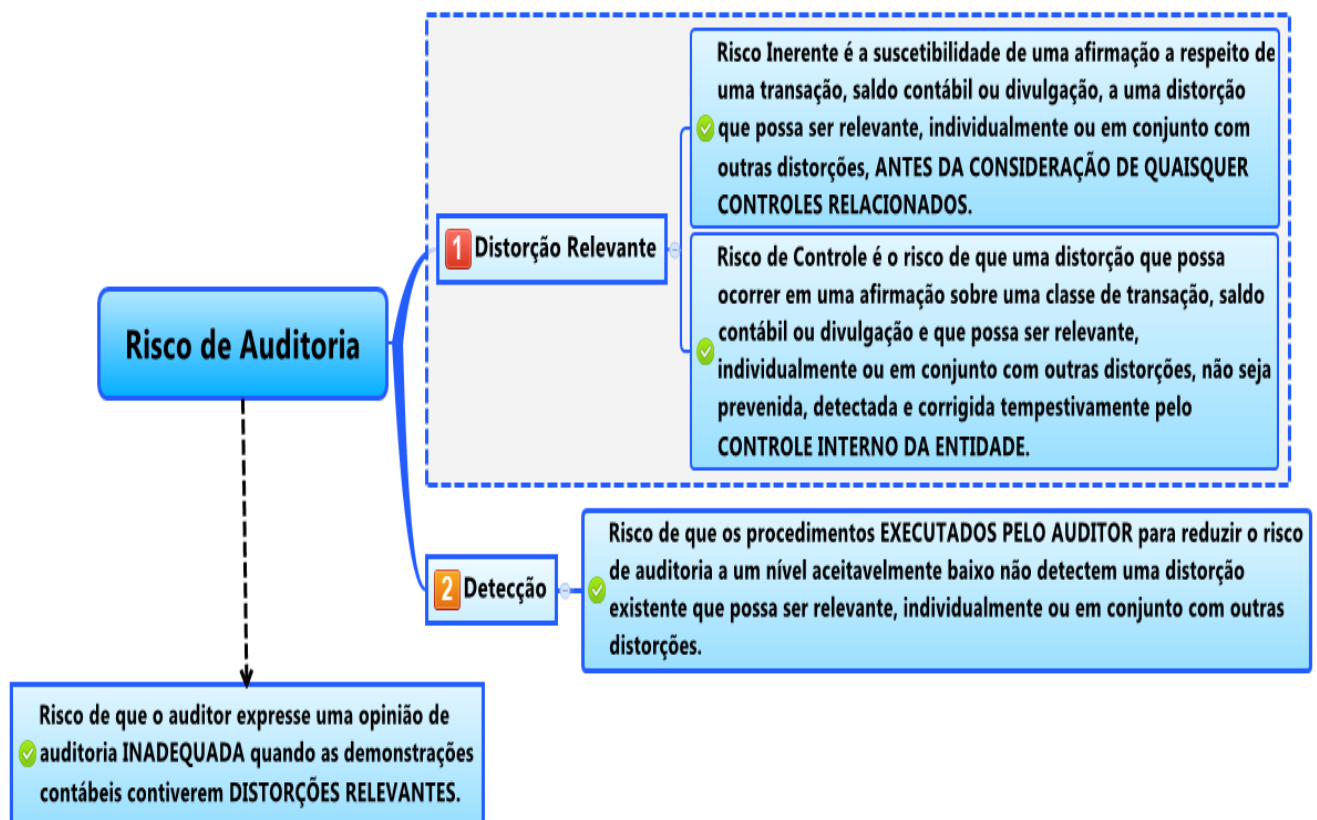 Risco de Auditoria
Risco de que o auditor expresse uma opinião de
auditoria INADEQUADA quando as demonstrações
contábeis contiverem DISTORÇÕES RELEVANTES.
1 Distorção Relevante
Risco Inerente é a suscetibilidade de uma afirmação a respeito de
uma transação, saldo contábil ou divulgação, a uma distorção
que possa ser relevante, individualmente ou em conjunto com
outras distorções, ANTES DA CONSIDERAÇÃO DE QUAISQUER
CONTROLES RELACIONADOS.
Risco de Controle é o risco de que uma distorção que possa
ocorrer em uma afirmação sobre uma classe de transação, saldo
contábil ou divulgação e que possa ser relevante,
individualmente ou em conjunto com outras distorções, não seja
prevenida, detectada e corrigida tempestivamente pelo
CONTROLE INTERNO DA ENTIDADE.
2 Detecção
Risco de que os procedimentos EXECUTADOS PELO AUDITOR para reduzir o risco
de auditoria a um nível aceitavelmente baixo não detectem uma distorção
existente que possa ser relevante, individualmente ou em conjunto com outras
distorções.